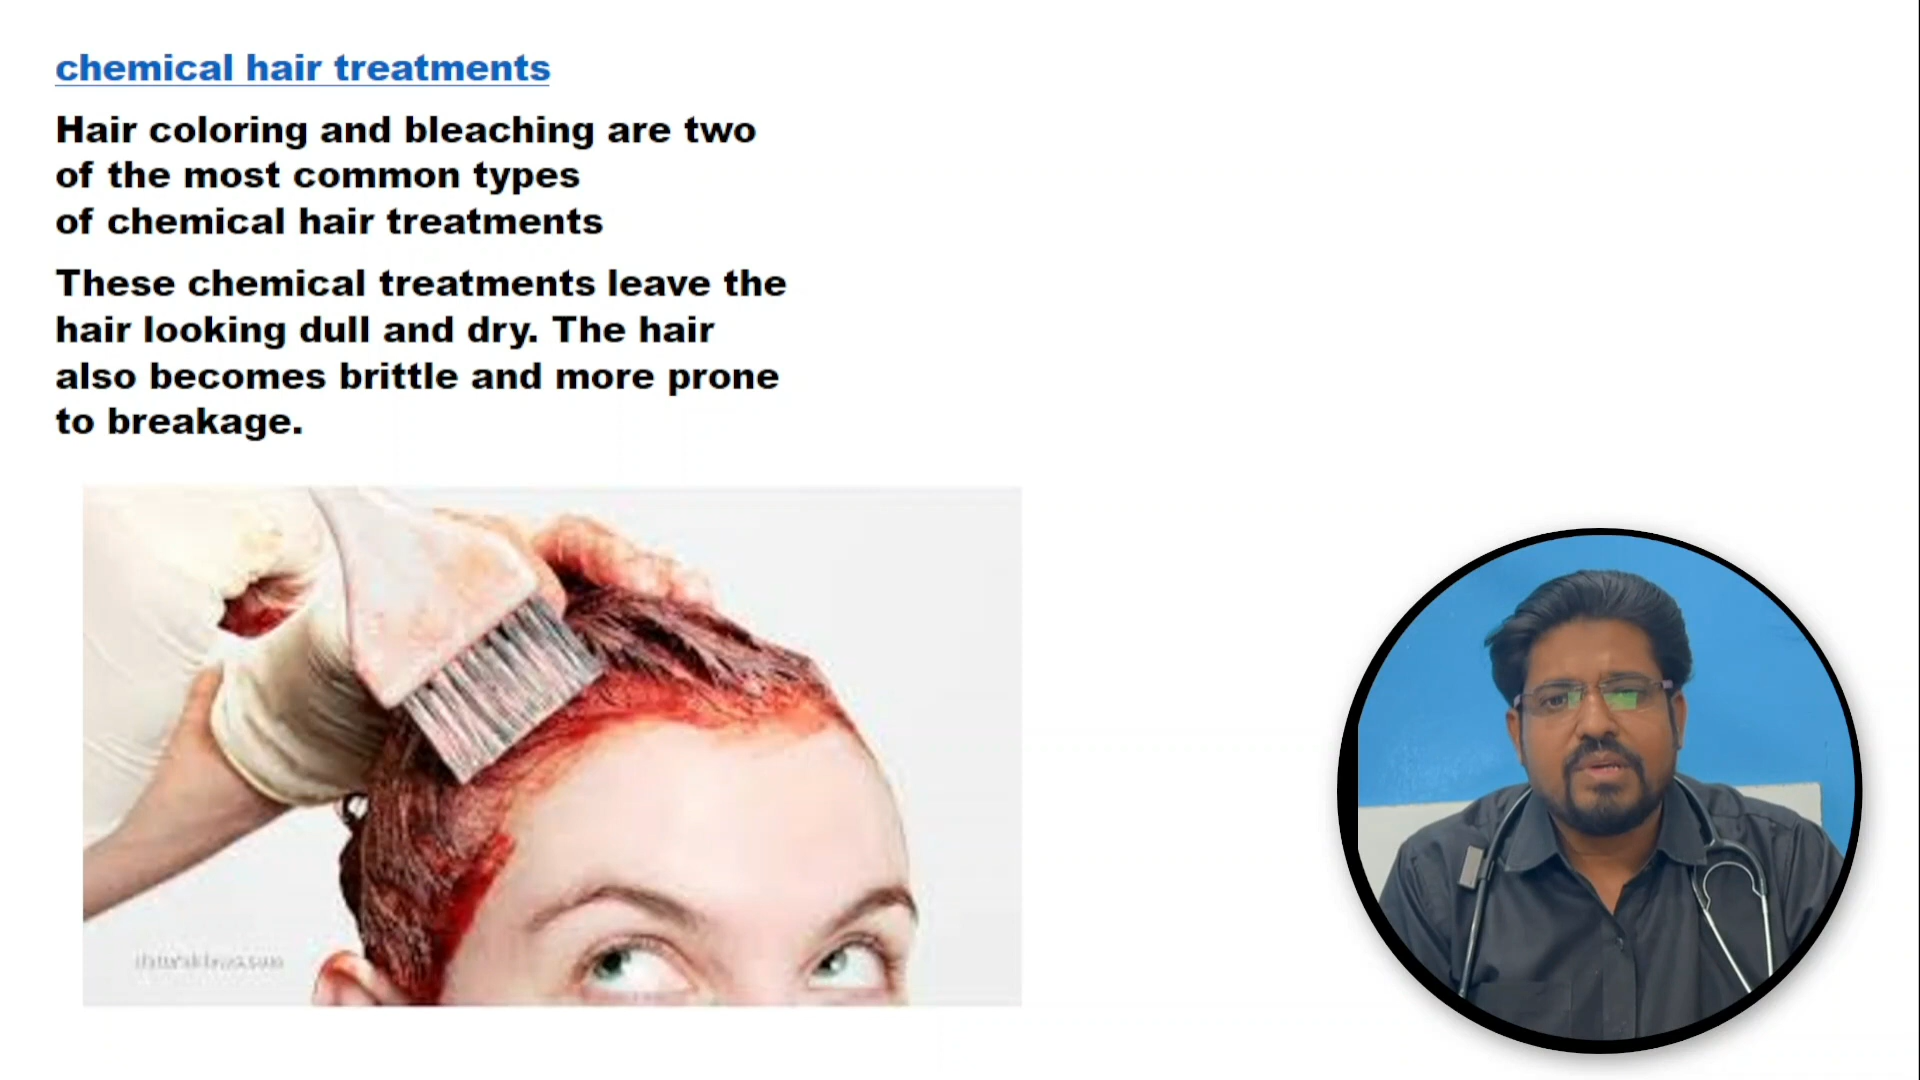 chemical hair treatments
Hair coloring and bleaching are two
of the most common types
of chemical hair treatments
These chemical treatments leave the
hair looking dull and dry. The hair
also becomes brittle and more prone
to breakage.